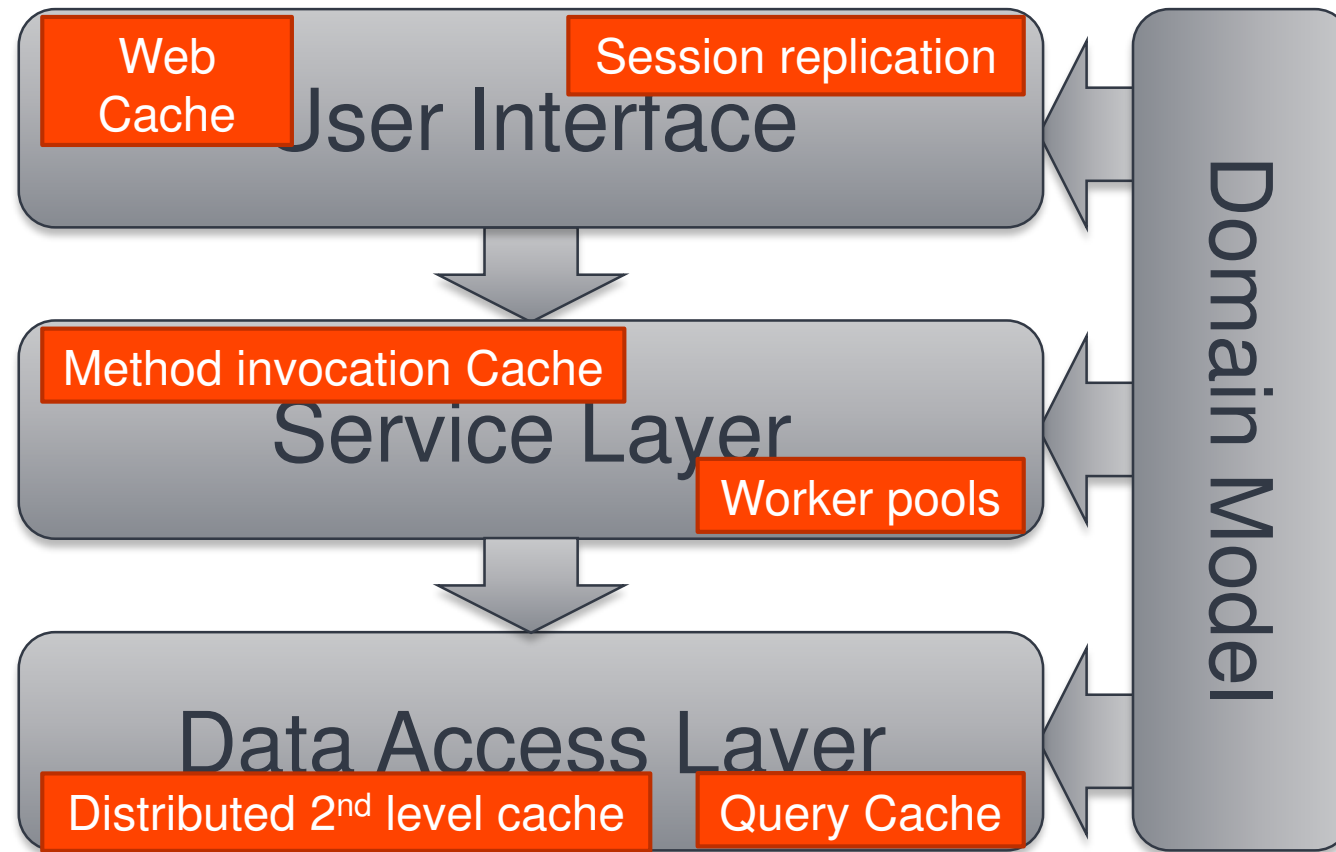 Web
Cache
Session replication
User Interface
Method invocation Cache
Service Layer
Worker pools
Data Access Layer
Distributed 2nd level cache
Query Cache
Domain Model